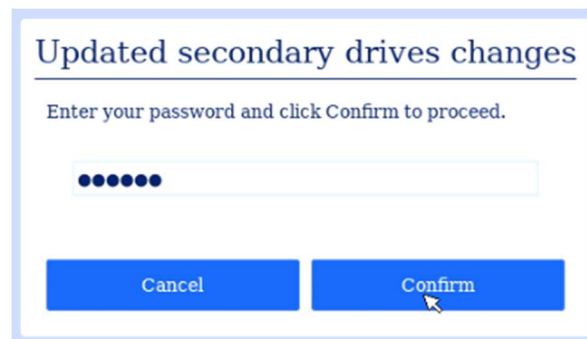 Updated secondary drives changes
Enter your password and click Confirm to proceed.
●●●●●●
Cancel
Confirm